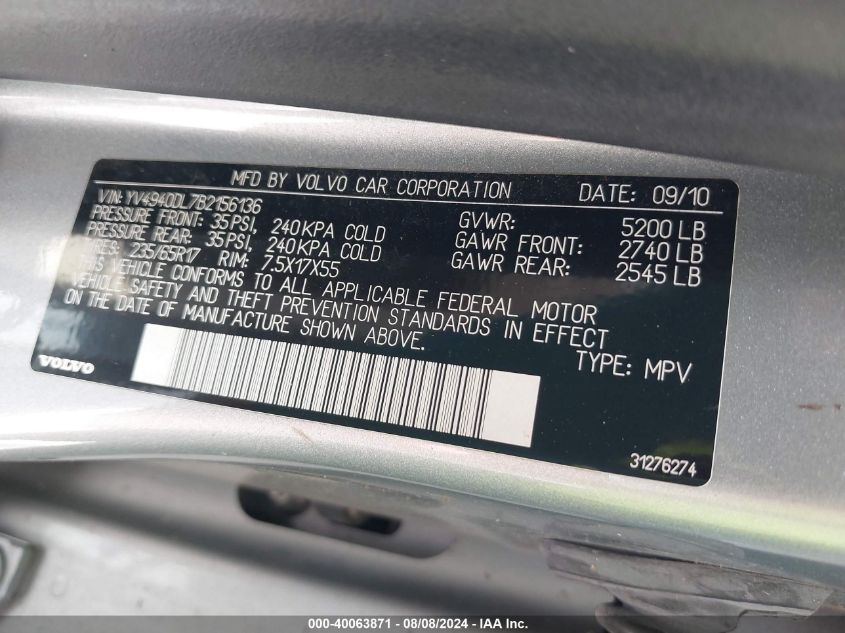 MFD BY VOLVO CAR CORPORATION DATE: 09/10
VIN: YV4940DL7B2156136 GVWR: 5200 LB
PRESSURE FRONT: 35PSI, 240KPA COLD GAWR FRONT: 2740 LB
PRESSURE REAR: 35PSI, 240KPA COLD GAWR REAR: 2545 LB
TIRES: 235/65R17 RIM: 7.5X17X55
THIS VEHICLE CONFORMS TO ALL APPLICABLE FEDERAL MOTOR
VEHICLE SAFETY AND THEFT PREVENTION STANDARDS IN EFFECT
ON THE DATE OF MANUFACTURE SHOWN ABOVE.
TYPE: MPV
VOLVO
31276274
000-40063871 - 08/08/2024 - IAA Inc.